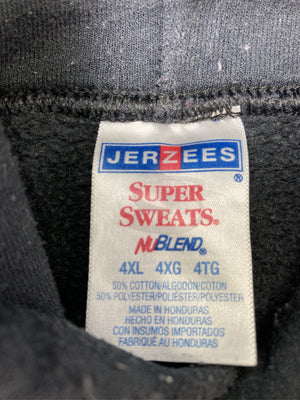 JERZEES
®
SUPER
SWEATS®
NUBLEND®
4XL 4XG 4TG
50% COTTON/ALGODON/COTON
50% POLYESTER/POLIESTER/POLYESTER
MADE IN HONDURAS
HECHO EN HONDURAS
CON INSUMOS IMPORTADOS
FABRIQUÉ AU HONDURAS